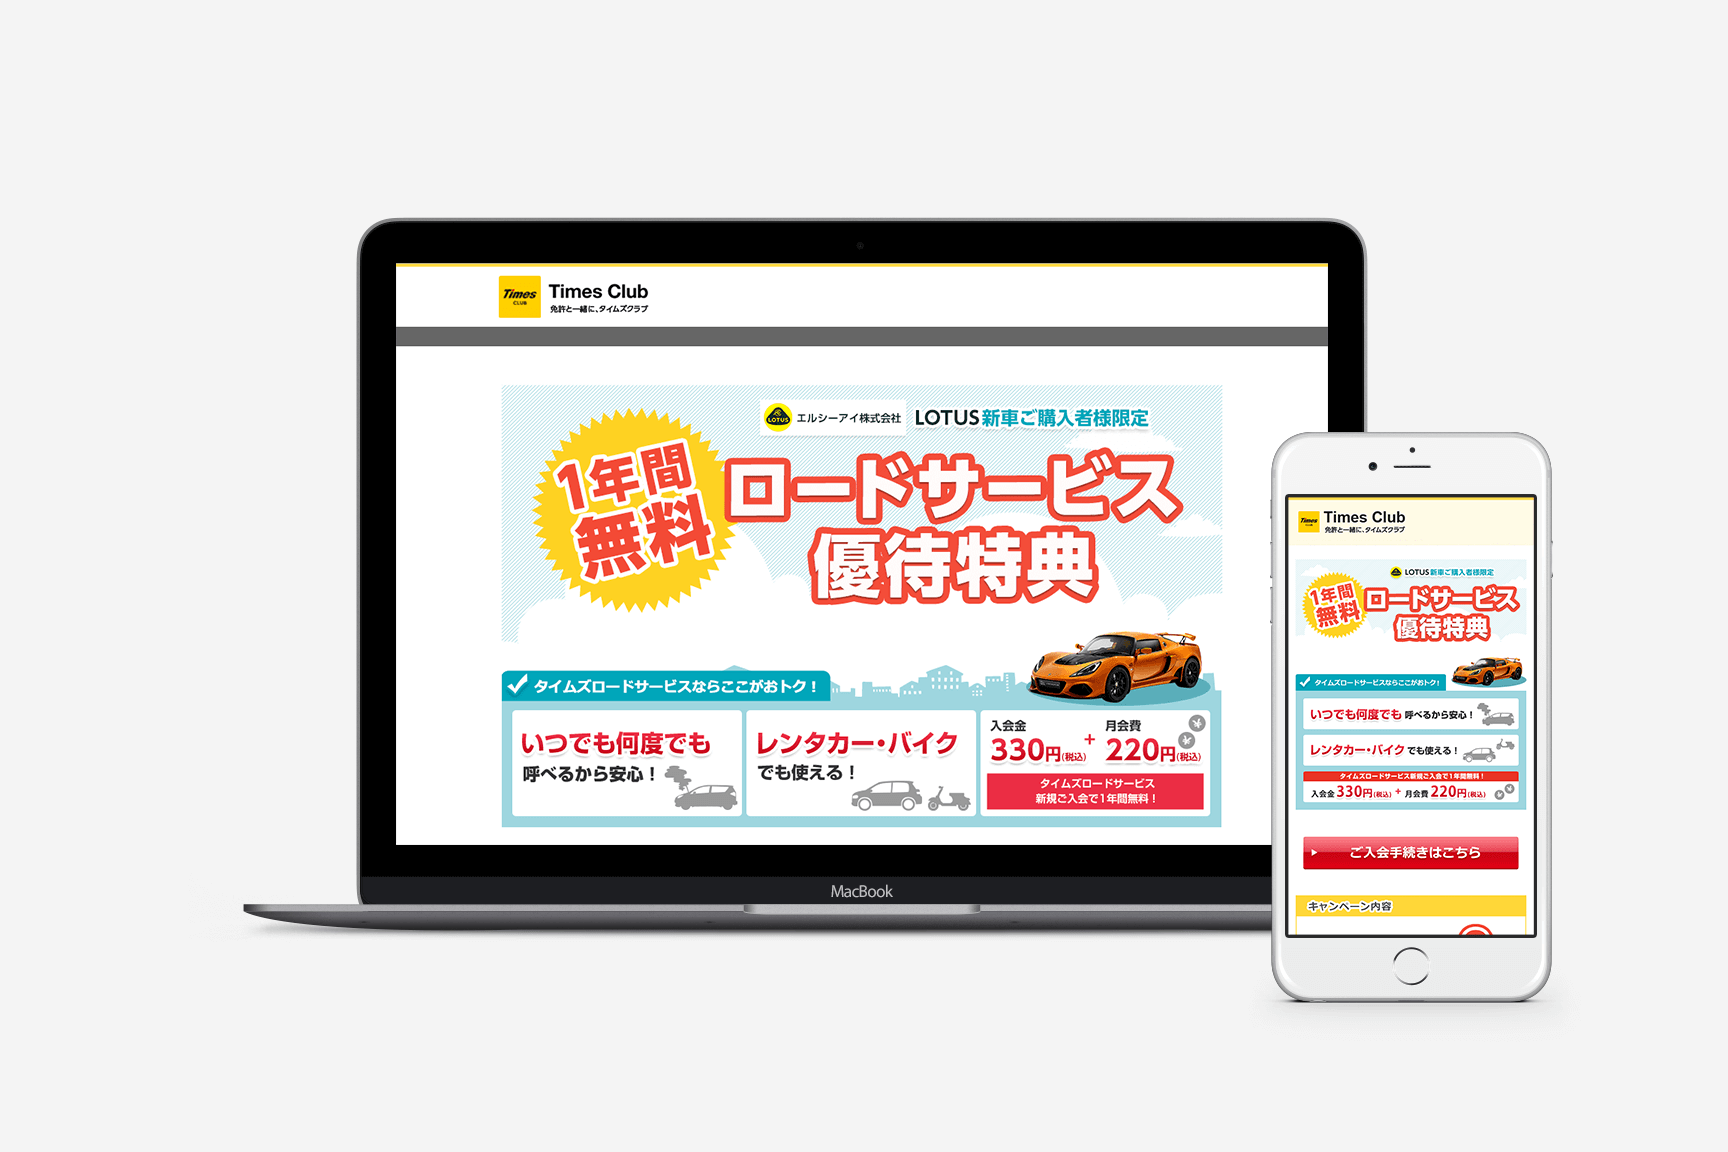 Times
CLUB
Times Club
免許と一緒に、タイムズクラブ
LOTUS
エルシーアイ株式会社
LOTUS新車ご購入者様限定
1年間
無料
ロードサービス
優待特典
タイムズロードサービスならここがおトク！
いつでも何度でも
呼べるから安心！
レンタカー・バイク
でも使える！
入会金
330円(税込)
+
月会費
220円(税込)
タイムズロードサービス
新規ご入会で1年間無料！
MacBook
Times
CLUB
Times Club
免許と一緒に、タイムズクラブ
LOTUS新車ご購入者様限定
1年間
無料
ロードサービス
優待特典
タイムズロードサービスならここがおトク！
いつでも何度でも 呼べるから安心！
レンタカー・バイク でも使える！
タイムズロードサービス新規ご入会で1年間無料！
入会金 330円(税込) + 月会費 220円(税込)
ご入会手続きはこちら
キャンペーン内容